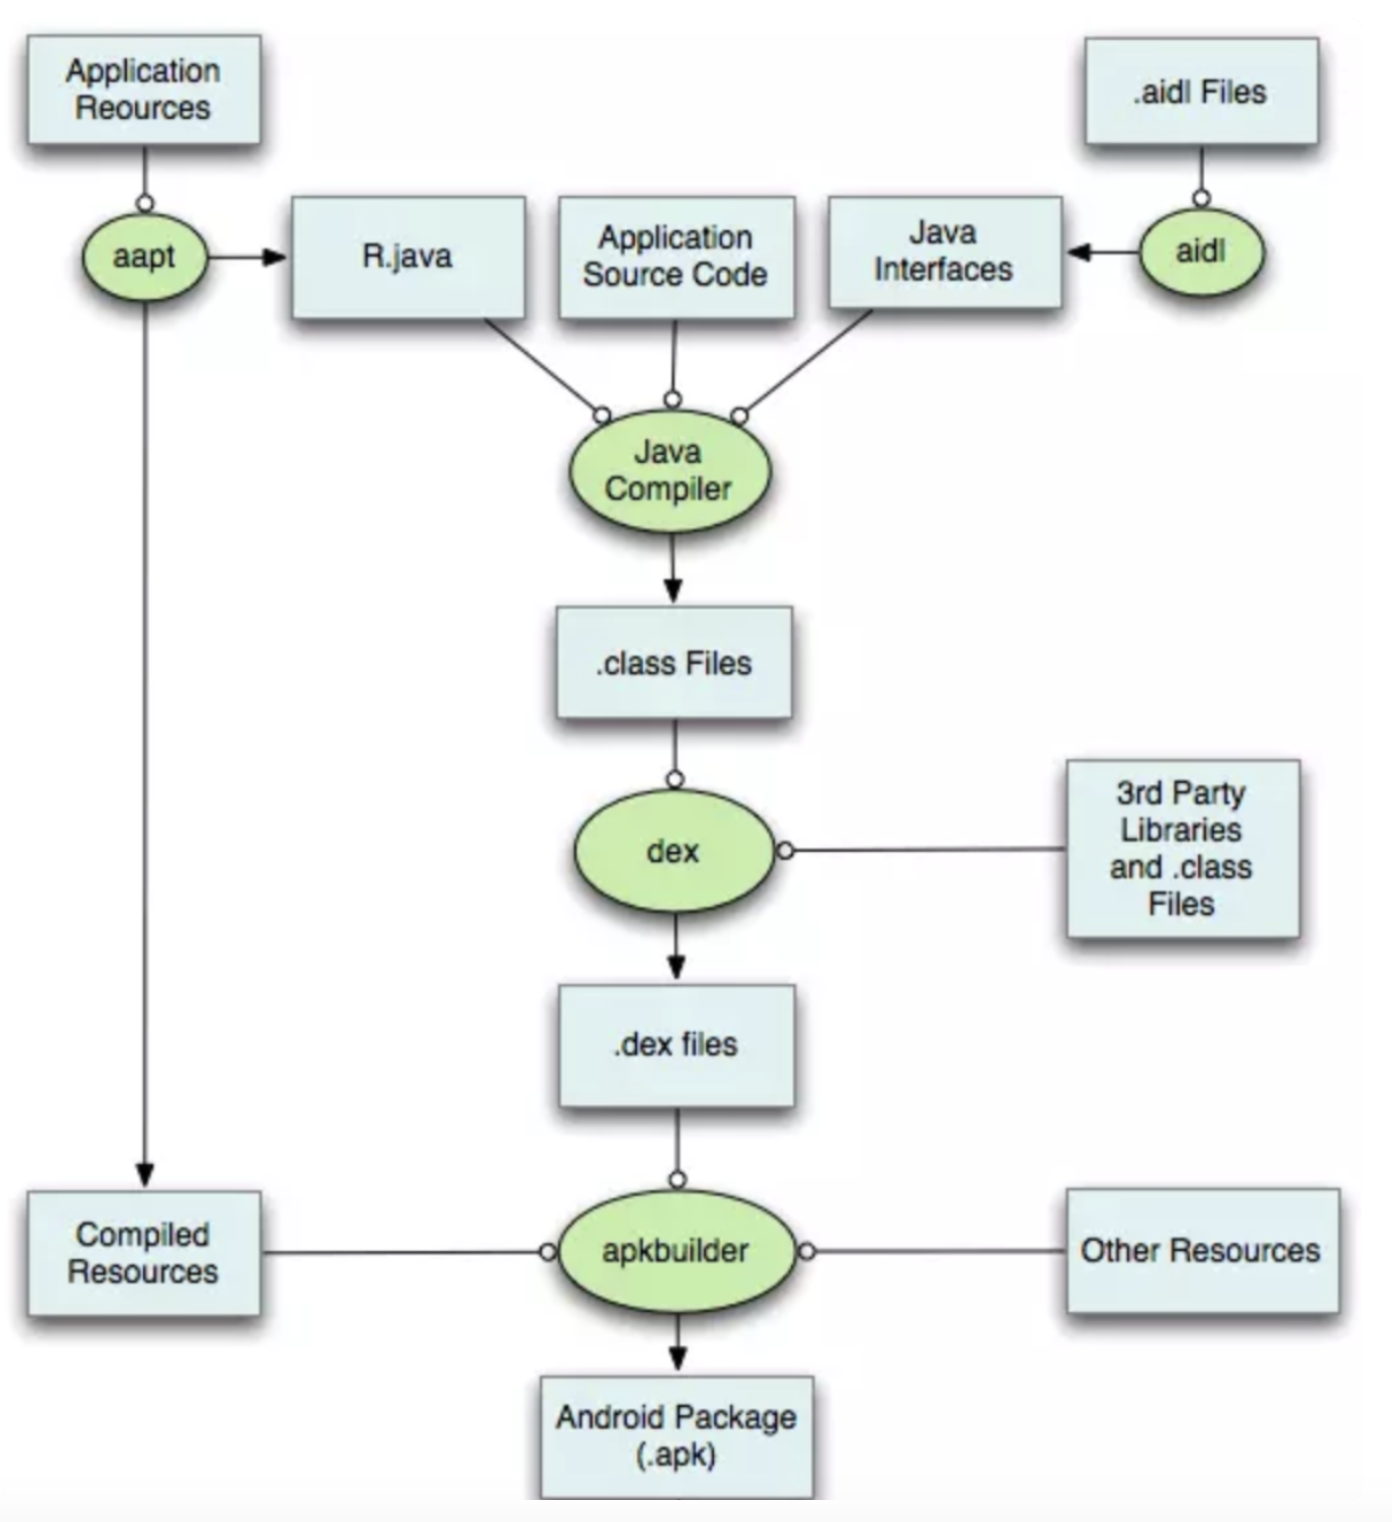 Application
Reources
.aidl Files
aapt
R.java
Application
Source Code
Java
Interfaces
aidl
Java
Compiler
.class Files
dex
3rd Party
Libraries
and .class
Files
.dex files
Compiled
Resources
apkbuilder
Other Resources
Android Package
(.apk)